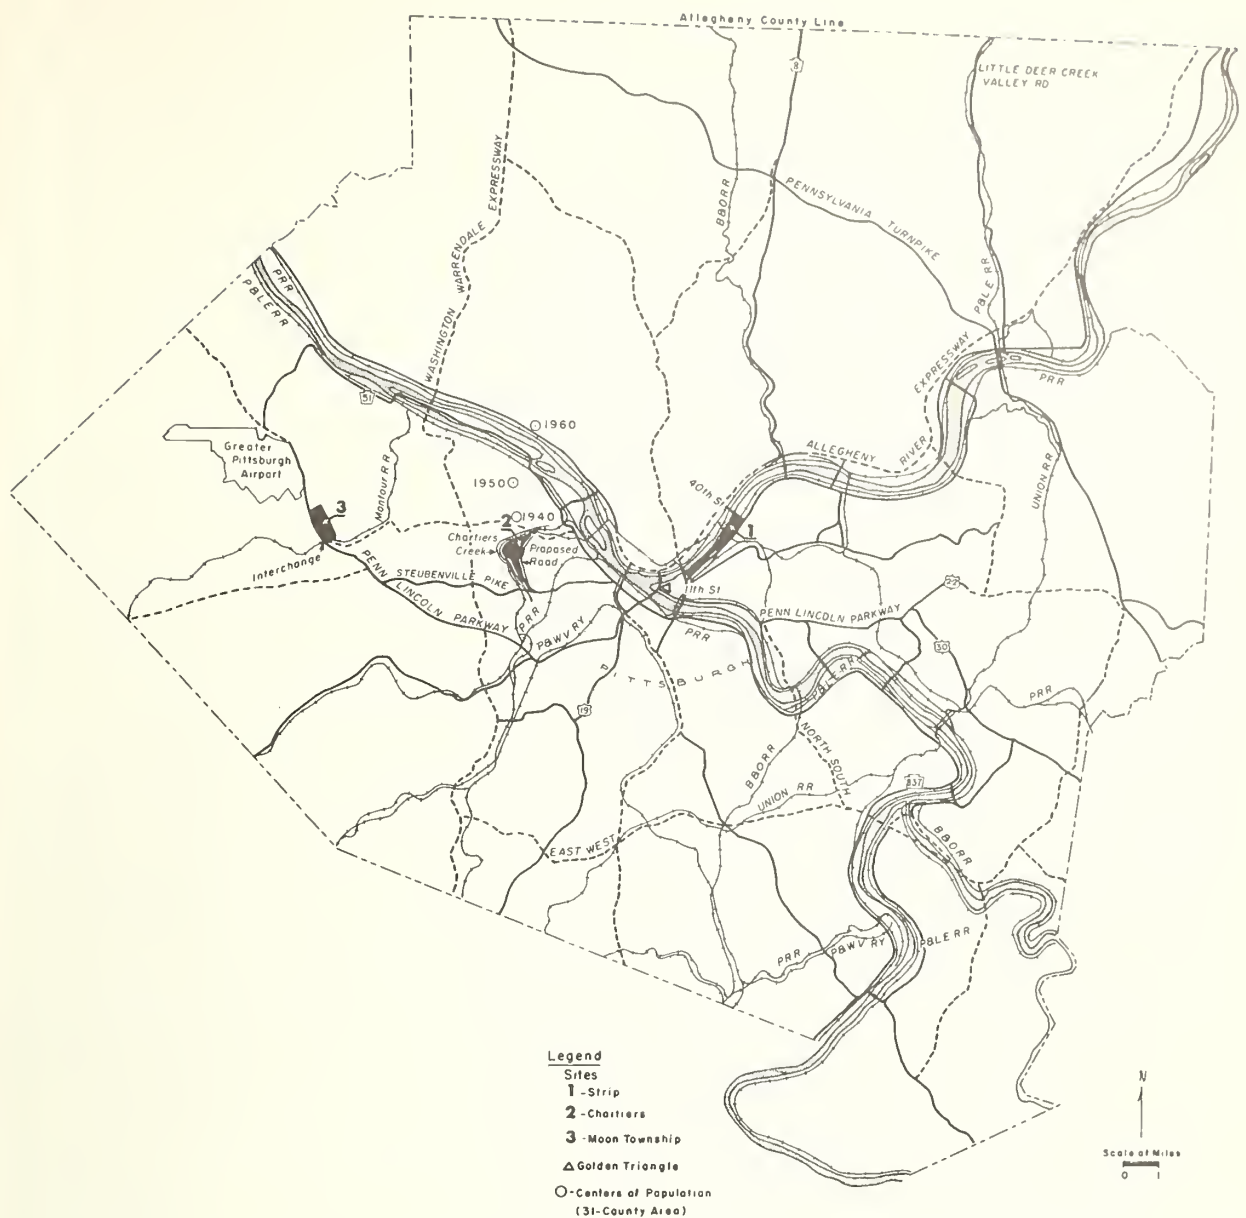 Allegheny County Line
8
LITTLE DEER CREEK
VALLEY RD
WASHINGTON WARRENDALE EXPRESSWAY
B&ORR
PENNSYLVANIA TURNPIKE
P&LE RR
PRR
P&LERR
51
1960
1950
1940
Greater
Pittsburgh
Airport
Montour RR
3
Interchange
2
Chartiers
Creek
Proposed
Road
STEUBENVILLE PIKE
PENN LINCOLN PARKWAY
PRR
P&WV RY
ALLEGHENY RIVER EXPRESSWAY
PRR
UNION RR
40th St
1
11th St
22
PENN LINCOLN PARKWAY
30
PRR
PITTSBURGH
P&LERR
PRR
19
B&ORR
NORTH SOUTH
837
UNION RR
EAST WEST
B&ORR
PRR
P&WV RY
P&LE RR
Legend
Sites
1 - Strip
2 - Chartiers
3 - Moon Township
Golden Triangle
- Centers of Population
(31-County Area)
N
Scale of Miles
0 1